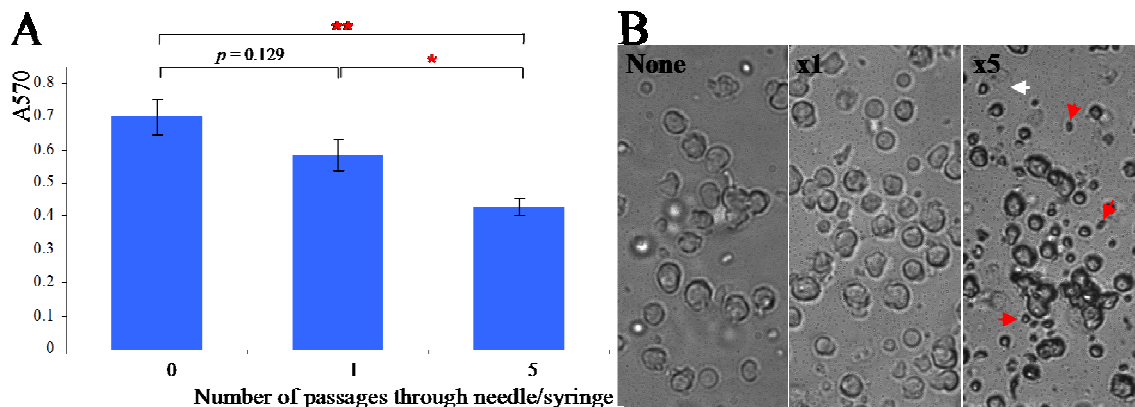 A
**
p = 0.129
*
A570
0.8
0.7
0.6
0.5
0.4
0.3
0.2
0.1
0
0
1
5
Number of passages through needle/syringe
B
None
x1
x5